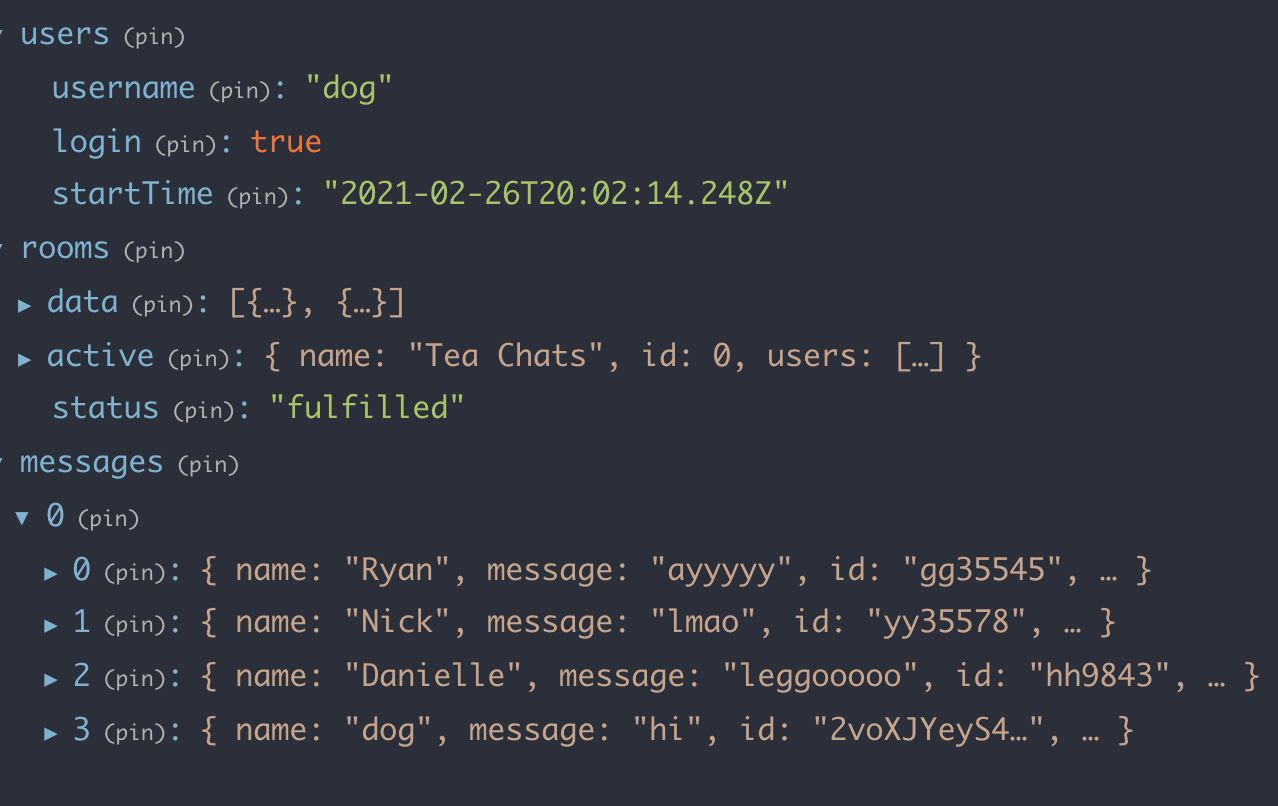 users (pin)
username (pin): "dog"
login (pin): true
startTime (pin): "2021-02-26T20:02:14.248Z"
rooms (pin)
▶ data (pin): [{…}, {…}]
▶ active (pin): { name: "Tea Chats", id: 0, users: […] }
status (pin): "fulfilled"
messages (pin)
▼ 0 (pin)
▶ 0 (pin): { name: "Ryan", message: "ayyyyy", id: "gg35545", … }
▶ 1 (pin): { name: "Nick", message: "lmao", id: "yy35578", … }
▶ 2 (pin): { name: "Danielle", message: "leggooooo", id: "hh9843", … }
▶ 3 (pin): { name: "dog", message: "hi", id: "2voXJYeyS4…", … }